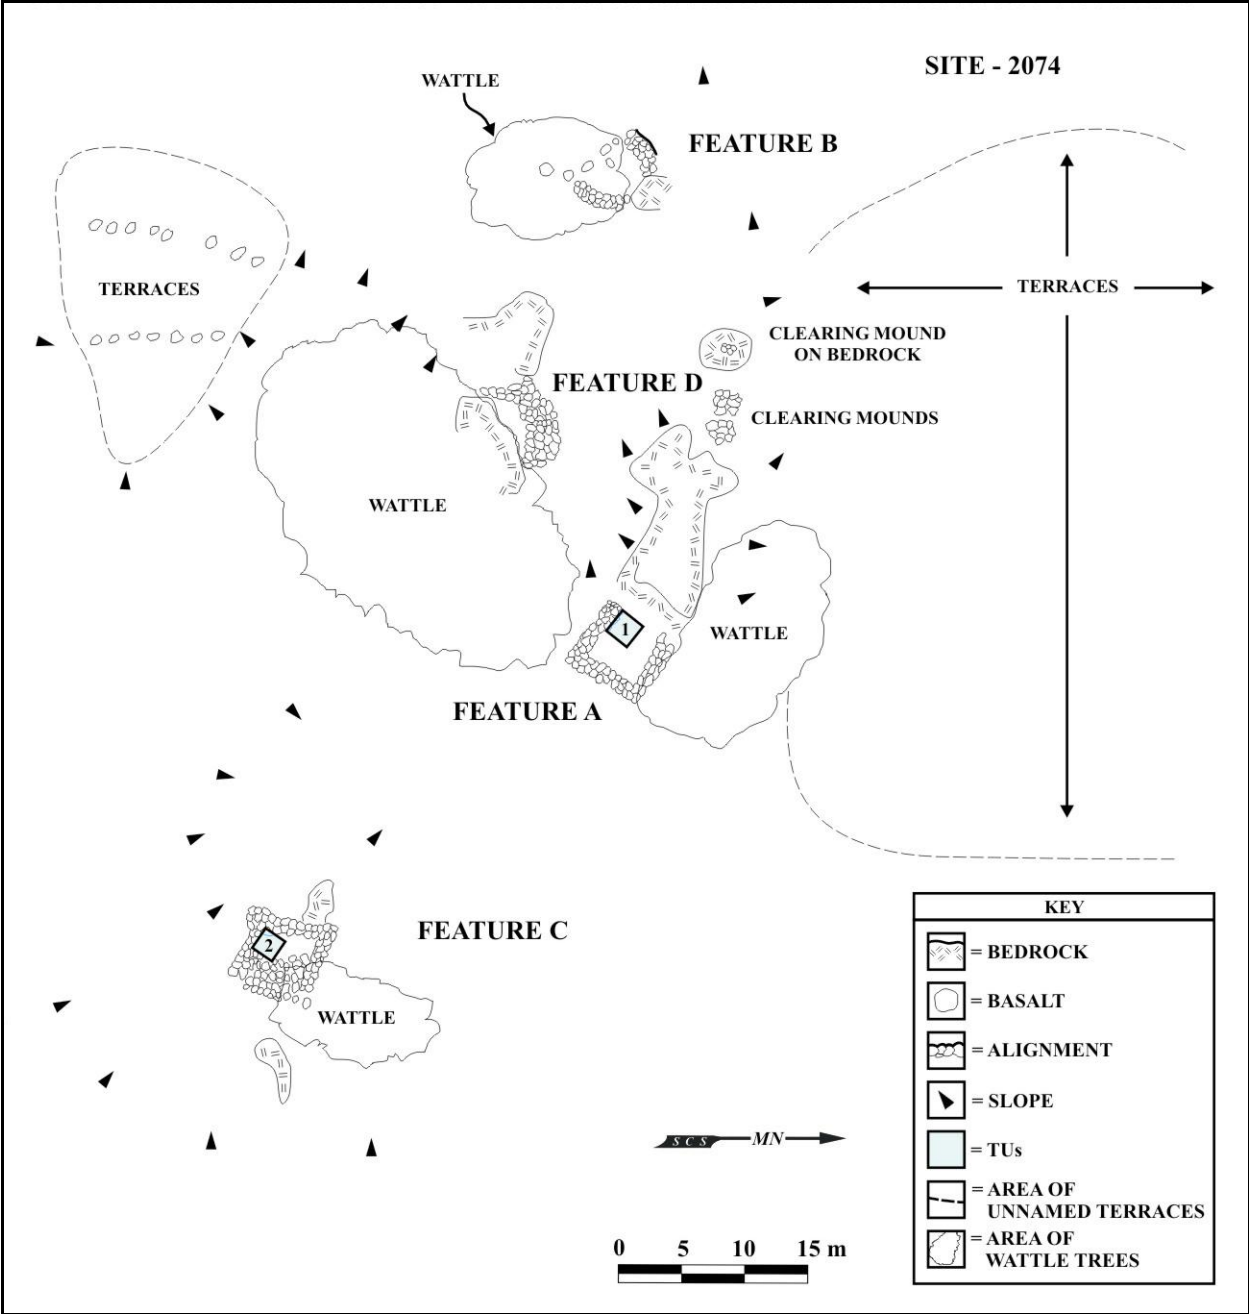 SITE - 2074
WATTLE
FEATURE B
TERRACES
TERRACES
CLEARING MOUND
ON BEDROCK
FEATURE D
CLEARING MOUNDS
WATTLE
1
WATTLE
FEATURE A
FEATURE C
2
WATTLE
SCS MN
0 5 10 15 m
KEY
= BEDROCK
= BASALT
= ALIGNMENT
= SLOPE
= TUs
= AREA OF
UNNAMED TERRACES
= AREA OF
WATTLE TREES